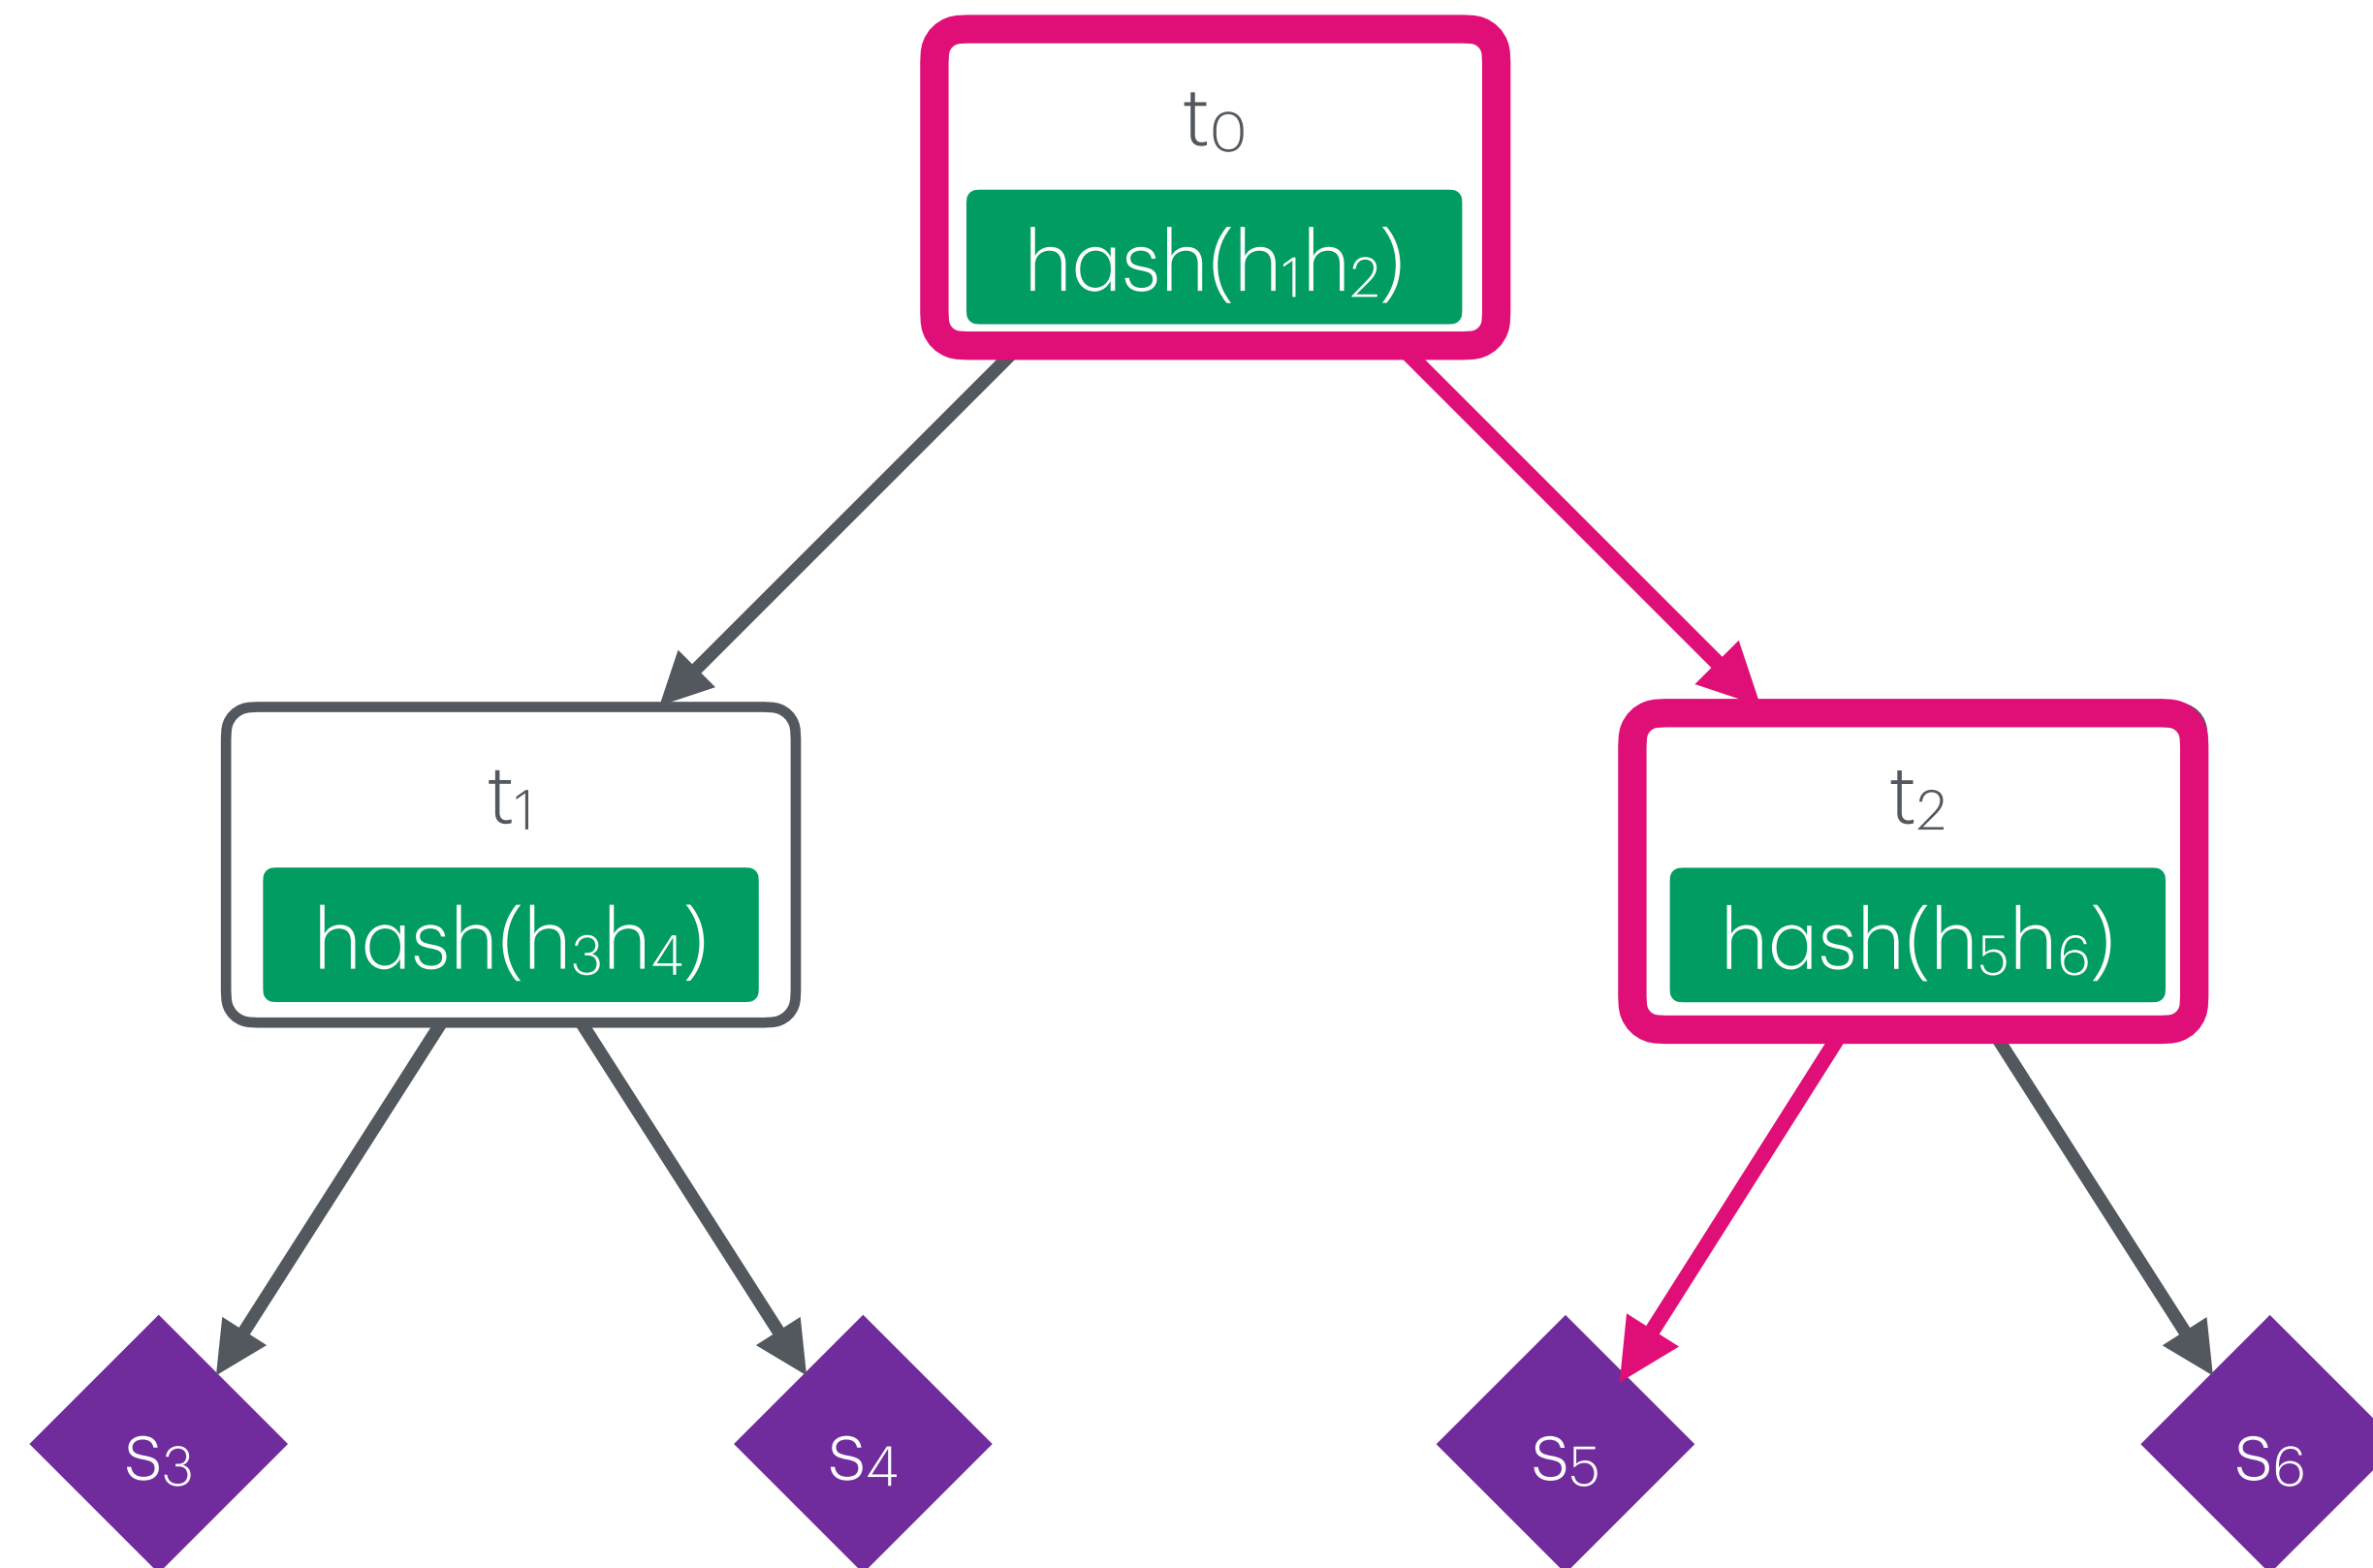 t₀
hash(h₁h₂)
t₁
t₂
hash(h₃h₄)
hash(h₅h₆)
s₃
s₄
s₅
s₆